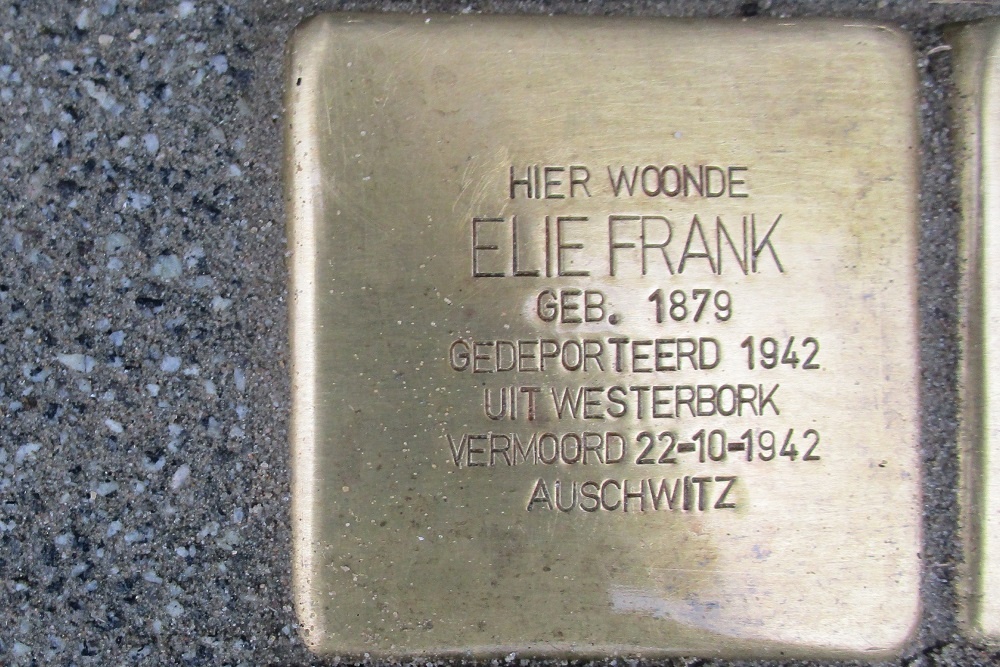 HIER WOONDE
ELIE FRANK
GEB. 1879
GEDEPORTEERD 1942
UIT WESTERBORK
VERMOORD 22-10-1942
AUSCHWITZ